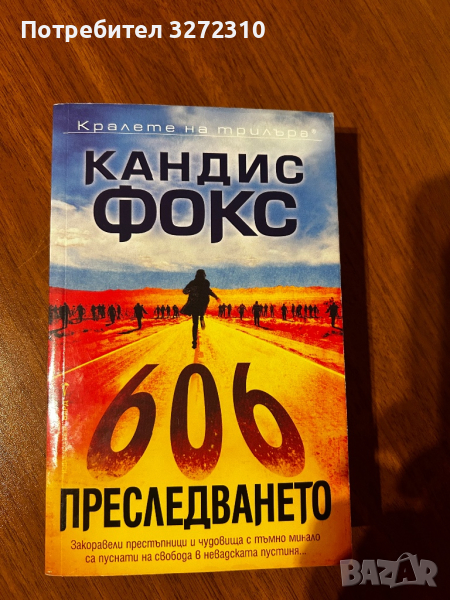 Потребител 3272310
Кралете на трилъра®
КАНДИС
ФОКС
606
ПРЕСЛЕДВАНЕТО
Закоравели престъпници и чудовища с тъмно минало
са пуснати на свобода в невадската пустиня...
BAZAR